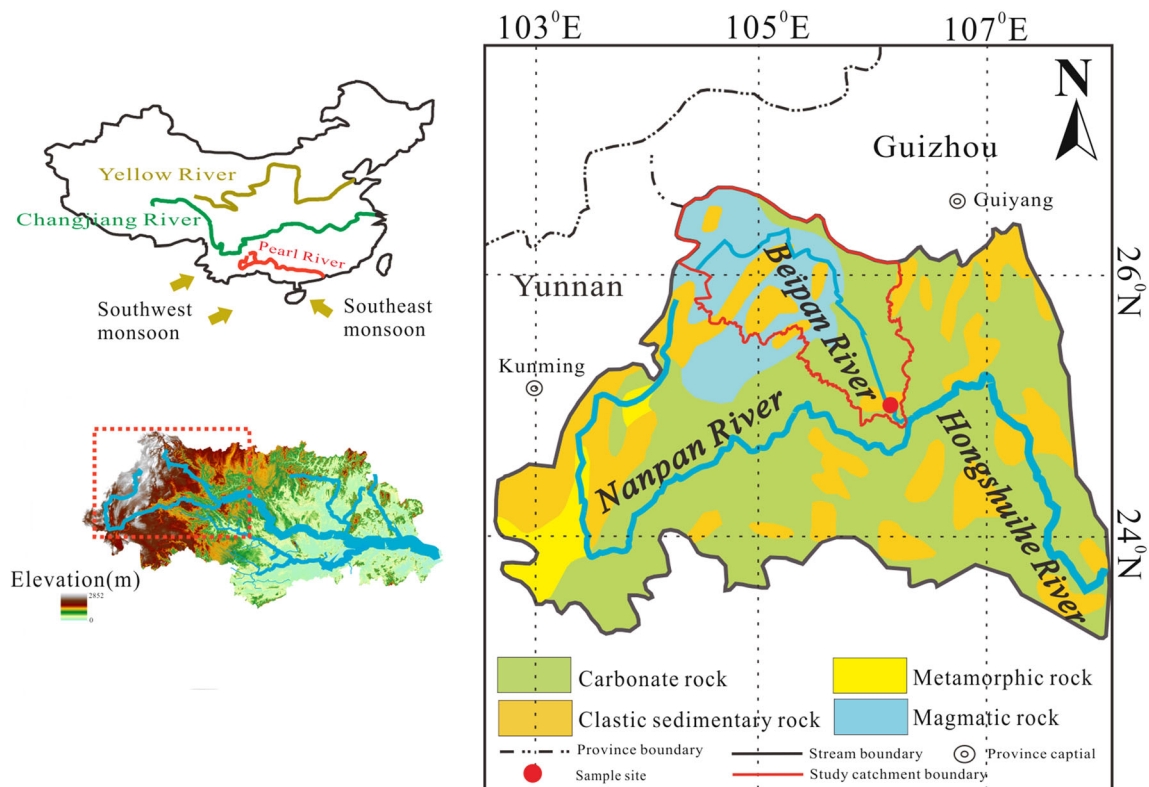 103⁰E
105⁰E
107⁰E
N
Guizhou
Guiyang
Yellow River
Changjiang River
Pearl River
Southwest
monsoon
Southeast
monsoon
Yunnan
Kunming
Beipan River
Nanpan River
Hongshuihe River
26⁰N
24⁰N
Elevation(m)
2852
0
Carbonate rock
Metamorphic rock
Clastic sedimentary rock
Magmatic rock
Province boundary
Stream boundary
Province captial
Sample site
Study catchment boundary